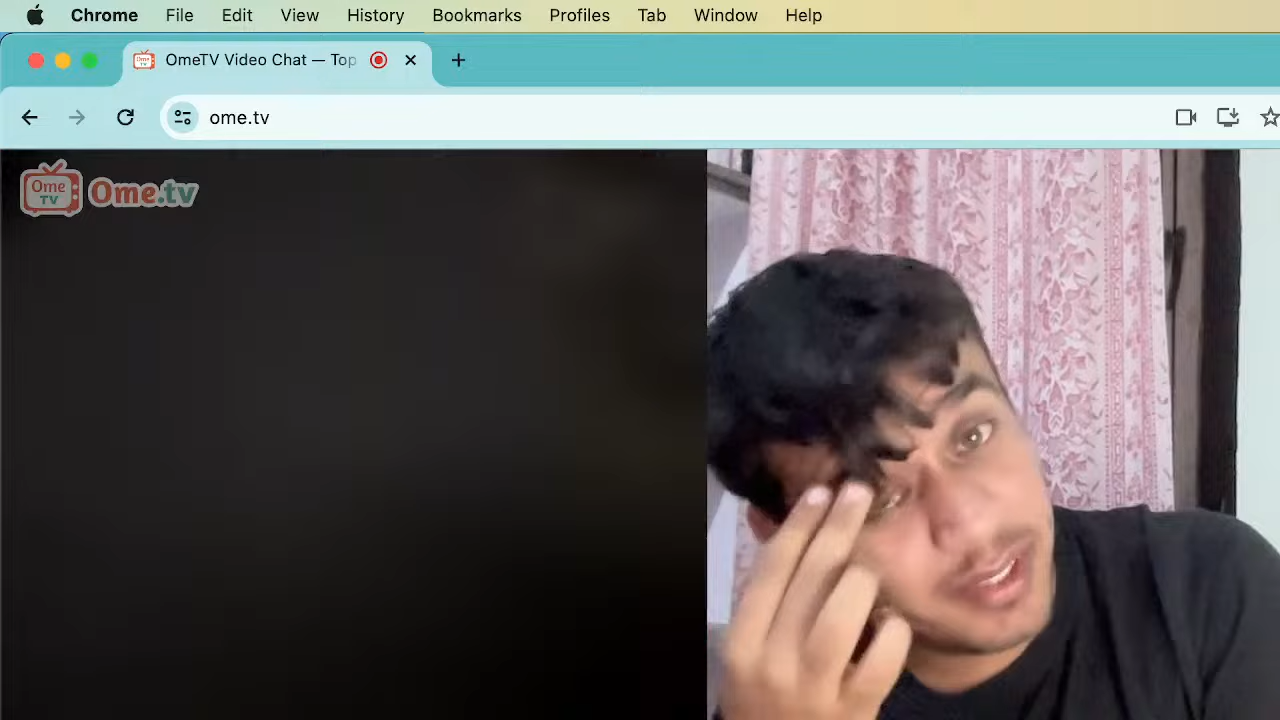 Chrome File Edit View History Bookmarks Profiles Tab Window Help
OmeTV Video Chat — Top
ome.tv
Ome TV Ome.tv